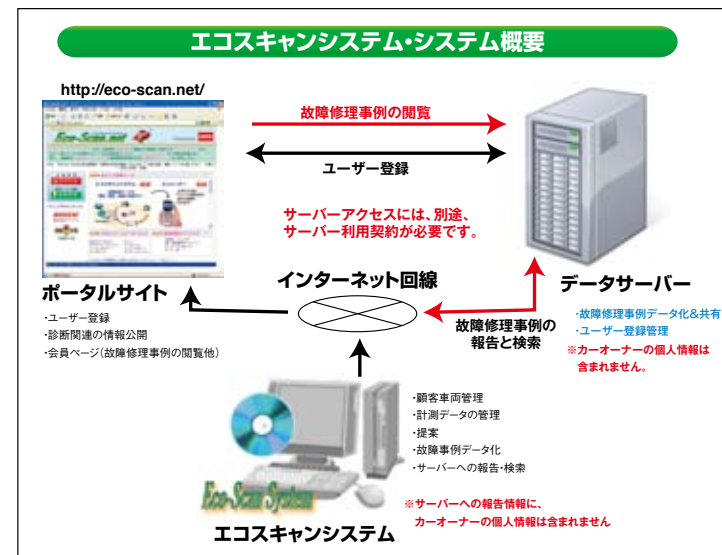 エコスキャンシステム・システム概要
http://eco-scan.net/
Eco-Scan.net
故障修理事例の閲覧
ユーザー登録
サーバーアクセスには、別途、
サーバー利用契約が必要です。
ポータルサイト
・ユーザー登録
・診断関連の情報公開
・会員ページ(故障修理事例の閲覧他)
インターネット回線
データサーバー
・故障修理事例データ化&共有
・ユーザー登録管理
※カーオーナーの個人情報は
含まれません。
故障修理事例の
報告と検索
・顧客車両管理
・計測データの管理
・提案
・故障事例データ化
・サーバーへの報告・検索
Eco-Scan System
エコスキャンシステム
※サーバーへの報告情報に、
カーオーナーの個人情報は含まれません